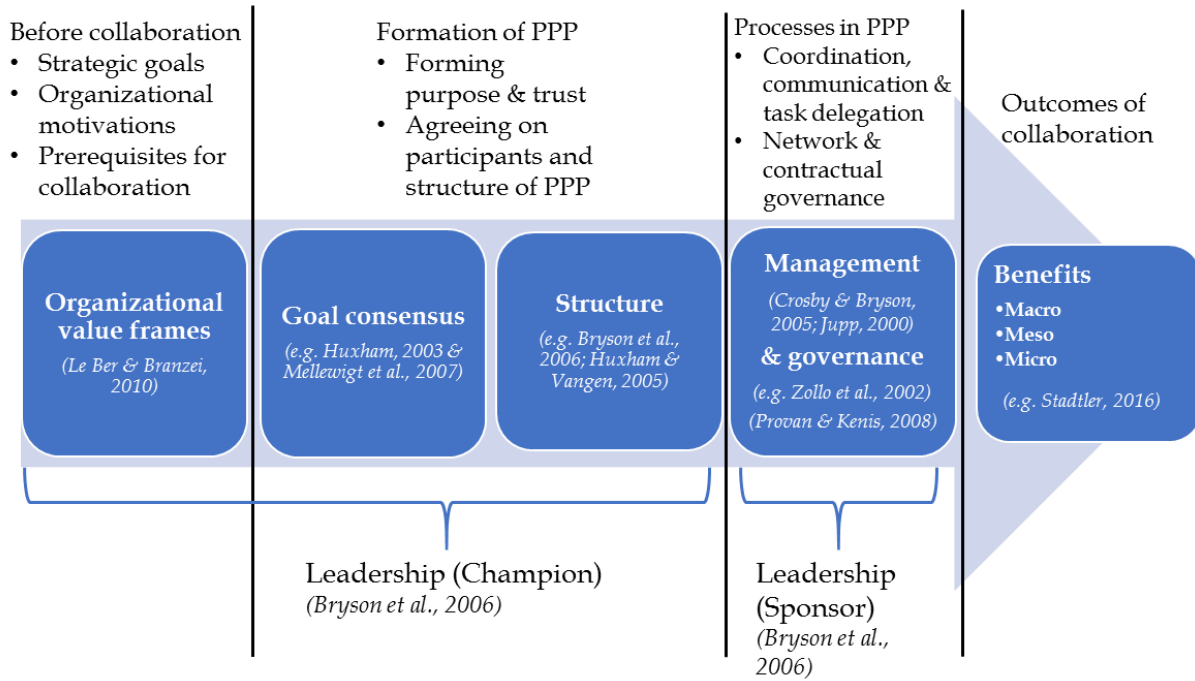 Before collaboration
• Strategic goals
• Organizational
motivations
• Prerequisites for
collaboration
Formation of PPP
• Forming
purpose & trust
• Agreeing on
participants and
structure of PPP
Processes in PPP
• Coordination,
communication &
task delegation
• Network &
contractual
governance
Outcomes of
collaboration
Organizational
value frames
(Le Ber & Branzei,
2010)
Goal consensus
(e.g. Huxham, 2003 &
Mellewigt et al., 2007)
Structure
(e.g. Bryson et al.,
2006; Huxham &
Vangen, 2005)
Management
(Crosby & Bryson,
2005; Jupp, 2000)
& governance
(e.g. Zollo et al., 2002)
(Provan & Kenis, 2008)
Benefits
•Macro
•Meso
•Micro
(e.g. Stadtler, 2016)
Leadership (Champion)
(Bryson et al., 2006)
Leadership
(Sponsor)
(Bryson et al.,
2006)